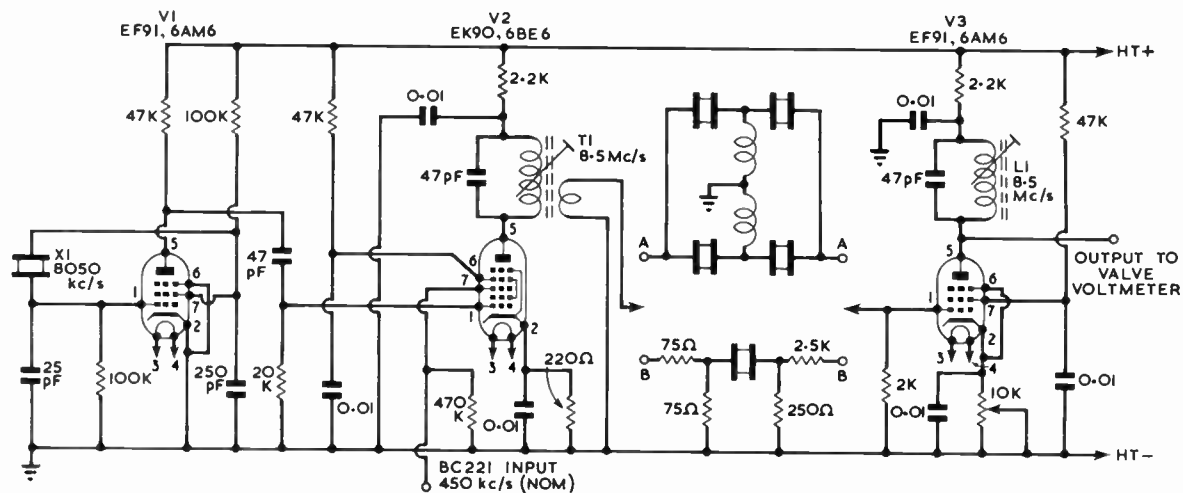 V1
EF91, 6AM6
V2
EK90, 6BE6
V3
EF91, 6AM6
HT+
2·2K
2·2K
0·01
0·01
47K
100K
47K
47K
T1
8·5Mc/s
47pF
47pF
L1
8·5
Mc/s
5
5
5
A
A
OUTPUT TO
VALVE
VOLTMETER
X1
8050
kc/s
47
pF
6
7
1
2
3
4
6
7
1
2
6
7
1
2
3
4
75Ω
2·5K
B
B
25
pF
100K
250
pF
20
K
0·01
470
K
0·01
220Ω
75Ω
250Ω
2K
0·01
10K
0·01
HT-
BC221 INPUT
450 kc/s (NOM)